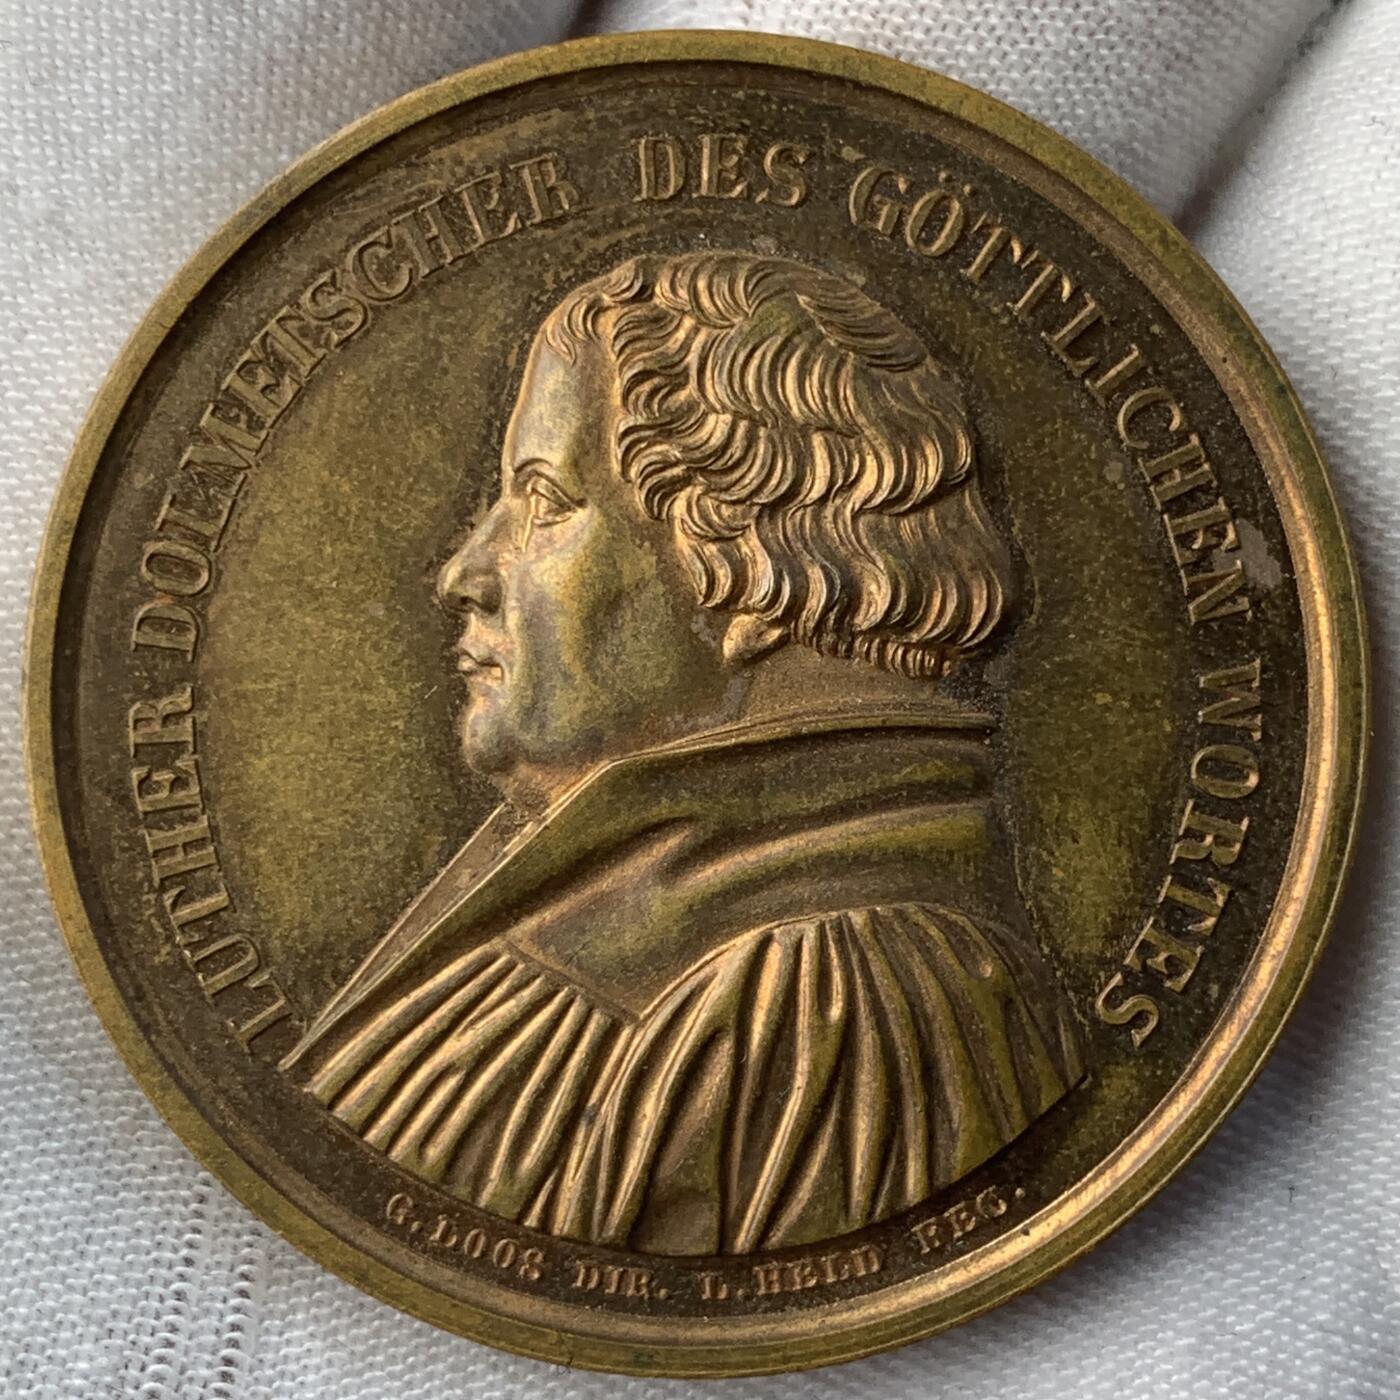 LUTHER DOLMETSCHER DES GÖTTLICHEN WORTES
G. LOOS DIR. L. HELD FEC.